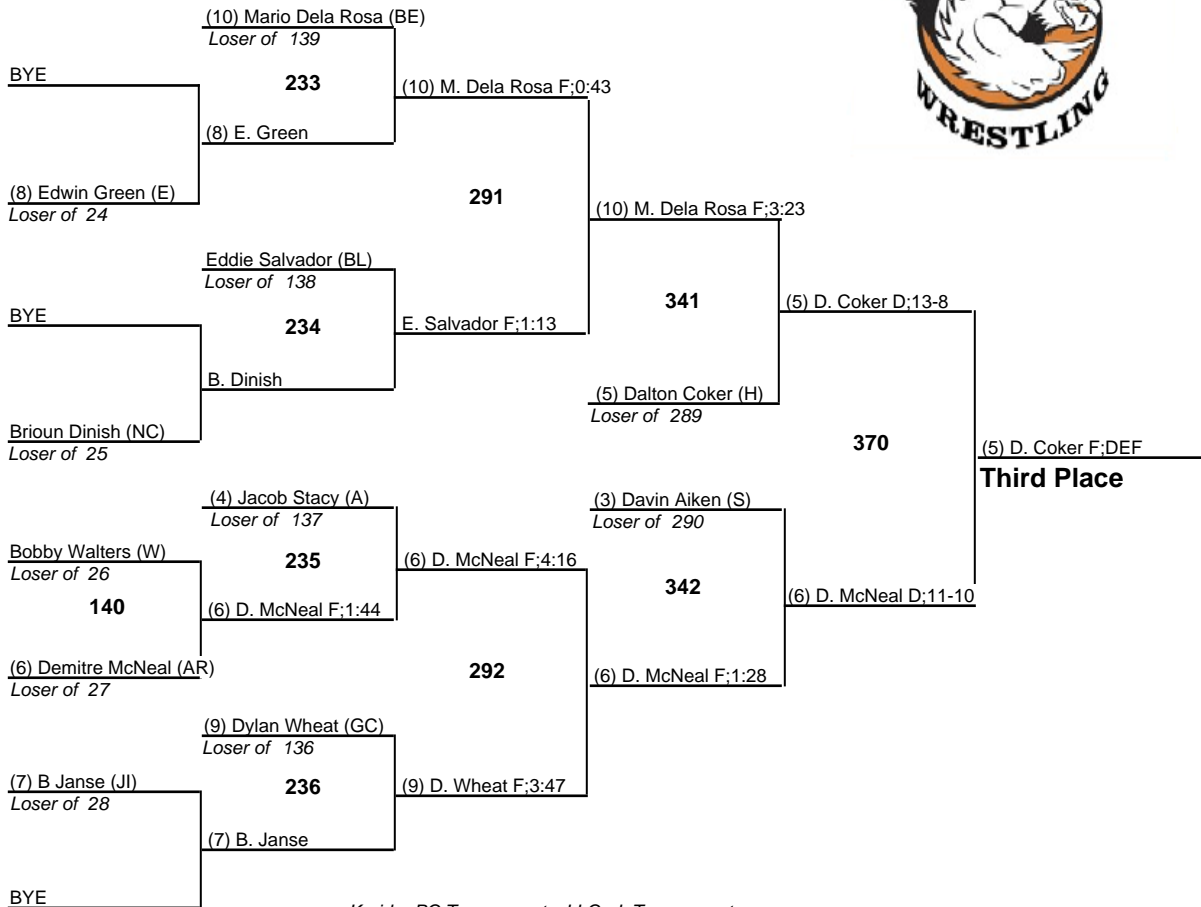 (10) Mario Dela Rosa (BE)
Loser of 139
BYE
233
(10) M. Dela Rosa F;0:43
(8) E. Green
(8) Edwin Green (E)
Loser of 24
291
(10) M. Dela Rosa F;3:23
Eddie Salvador (BL)
Loser of 138
BYE
234
E. Salvador F;1:13
341
(5) D. Coker D;13-8
B. Dinish
(5) Dalton Coker (H)
Loser of 289
Brioun Dinish (NC)
Loser of 25
370
(5) D. Coker F;DEF
Third Place
(4) Jacob Stacy (A)
Loser of 137
(3) Davin Aiken (S)
Loser of 290
Bobby Walters (W)
Loser of 26
235
(6) D. McNeal F;4:16
140
(6) D. McNeal F;1:44
342
(6) D. McNeal D;11-10
(6) Demitre McNeal (AR)
Loser of 27
292
(6) D. McNeal F;1:28
(9) Dylan Wheat (GC)
Loser of 136
(7) B Janse (JI)
Loser of 28
236
(9) D. Wheat F;3:47
(7) B. Janse
BYE
WRESTLING